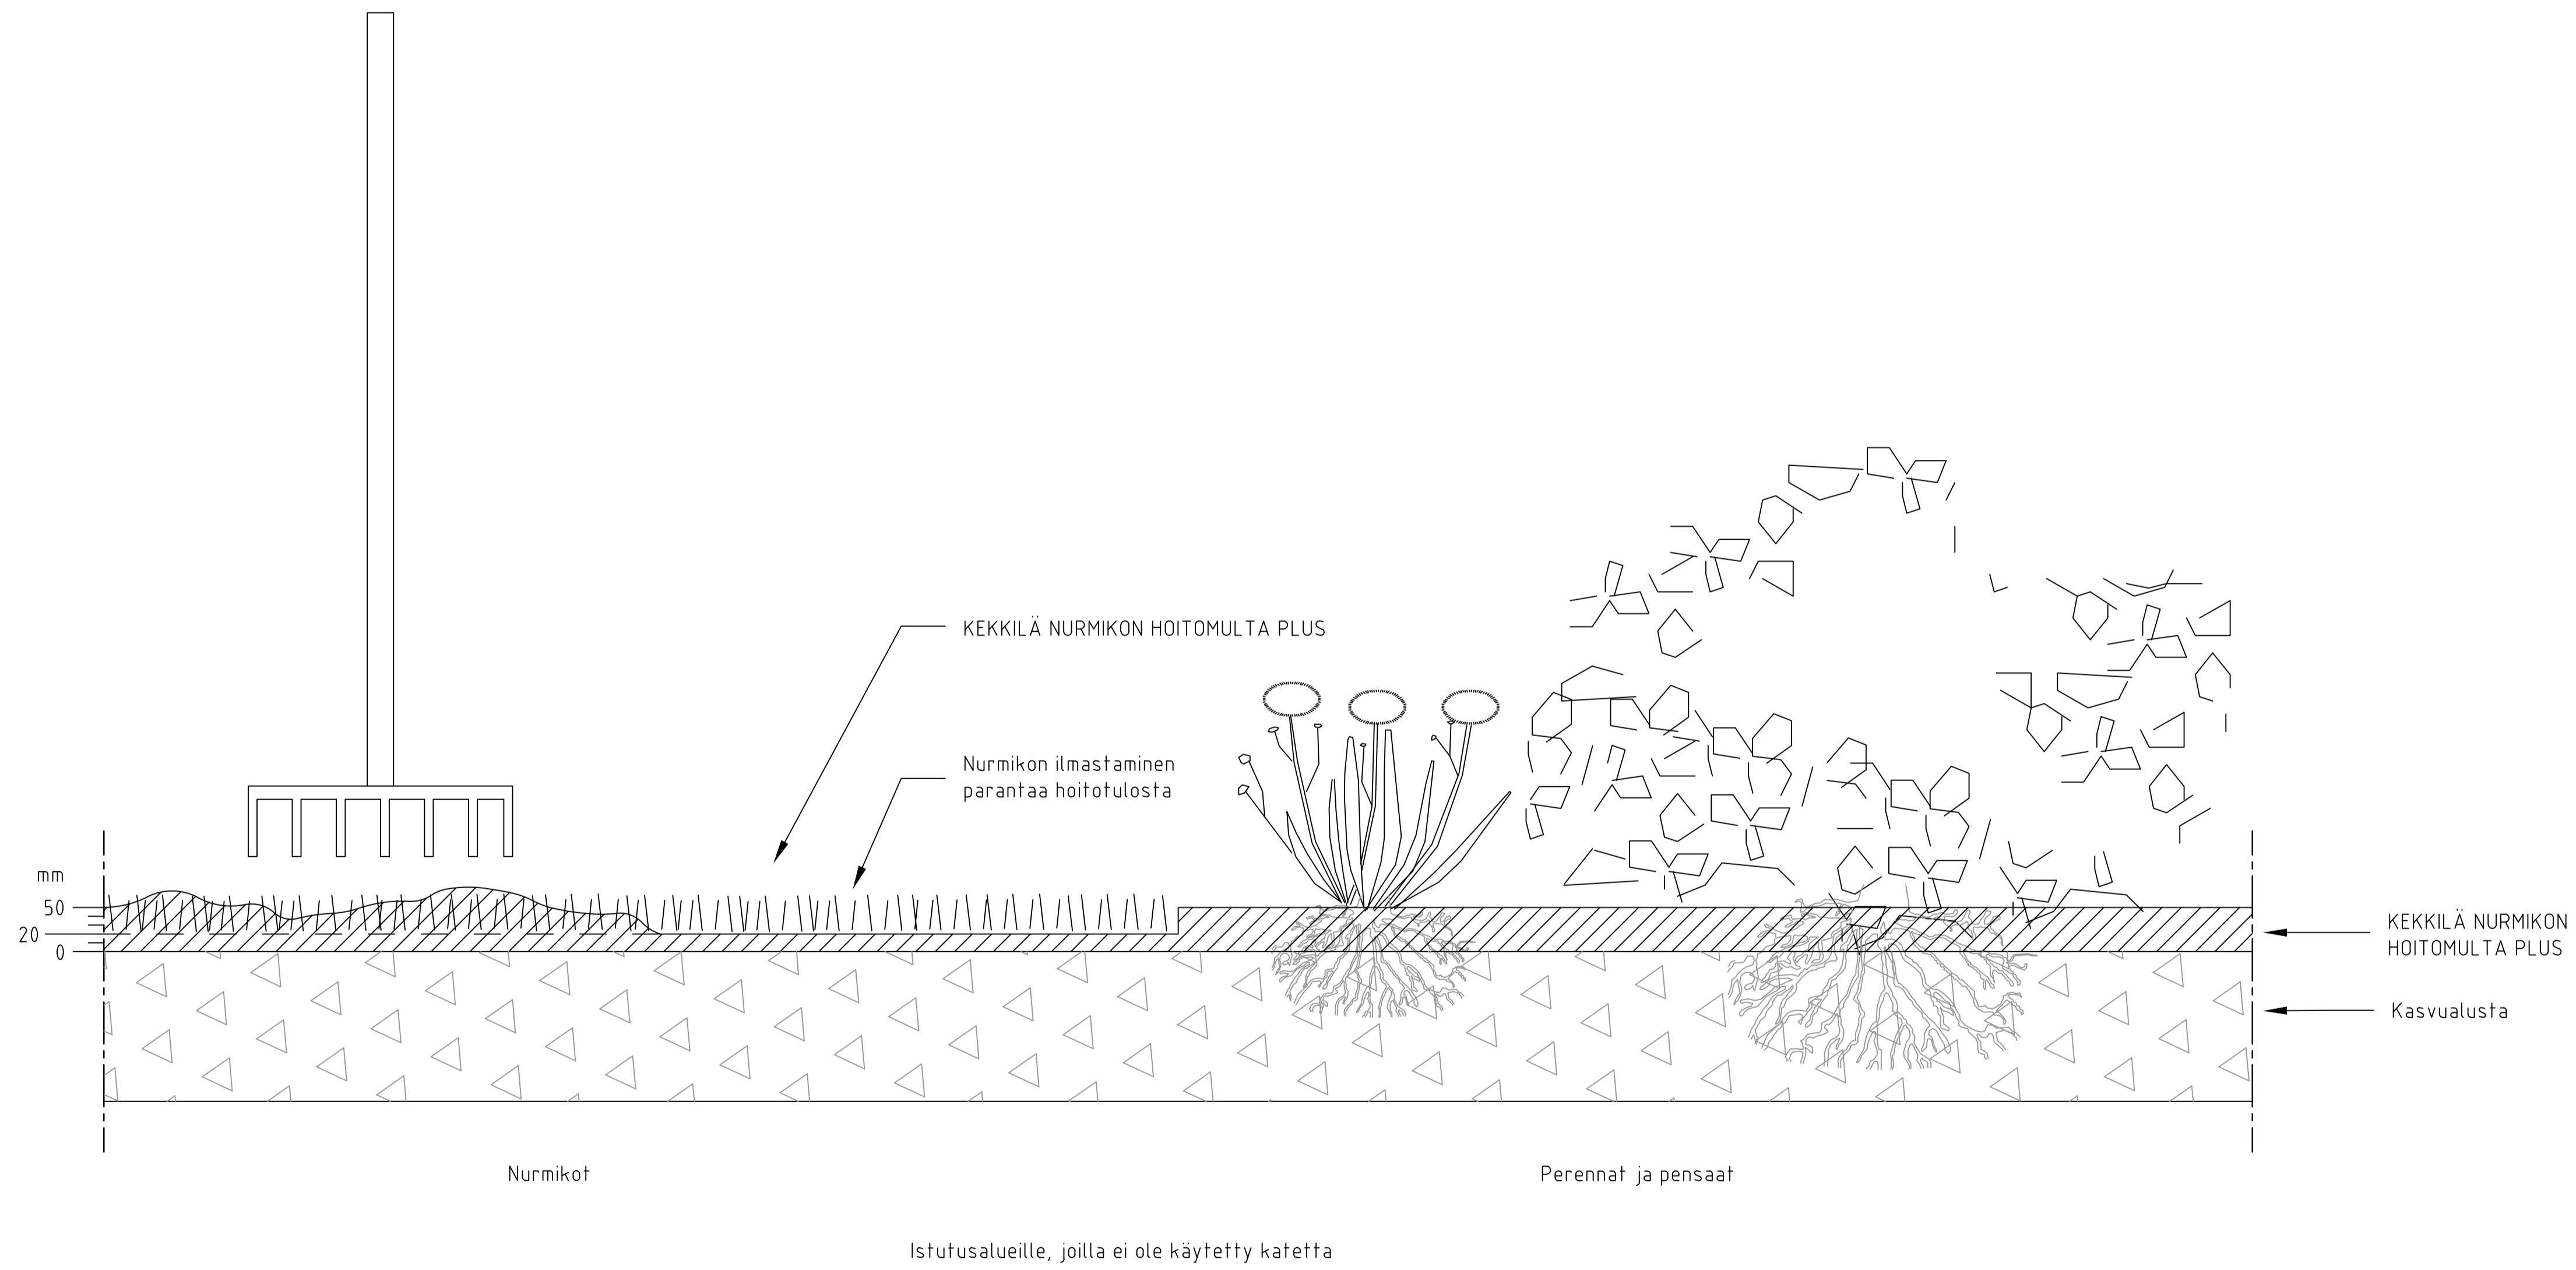 KEKKILÄ NURMIKON HOITOMULTA PLUS
Nurmikon ilmastaminen
parantaa hoitotulosta
mm
50
20
0
KEKKILÄ NURMIKON
HOITOMULTA PLUS
Kasvualusta
Nurmikot
Perennat ja pensaat
Istutusalueille, joilla ei ole käytetty katetta